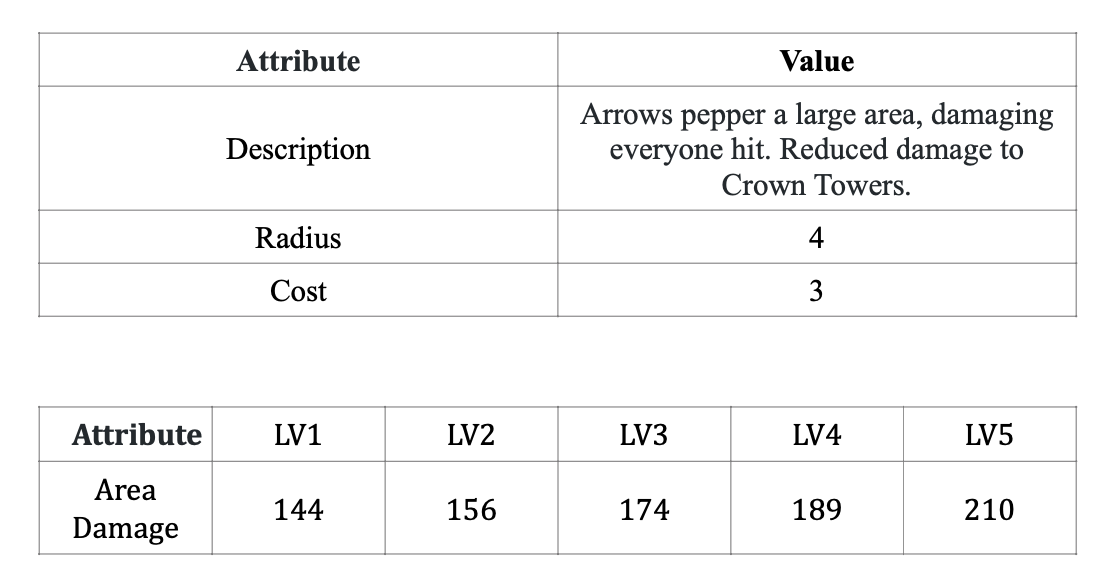 Attribute Value
Description Arrows pepper a large area, damaging
everyone hit. Reduced damage to
Crown Towers.
Radius 4
Cost 3
Attribute LV1 LV2 LV3 LV4 LV5
Area
Damage 144 156 174 189 210